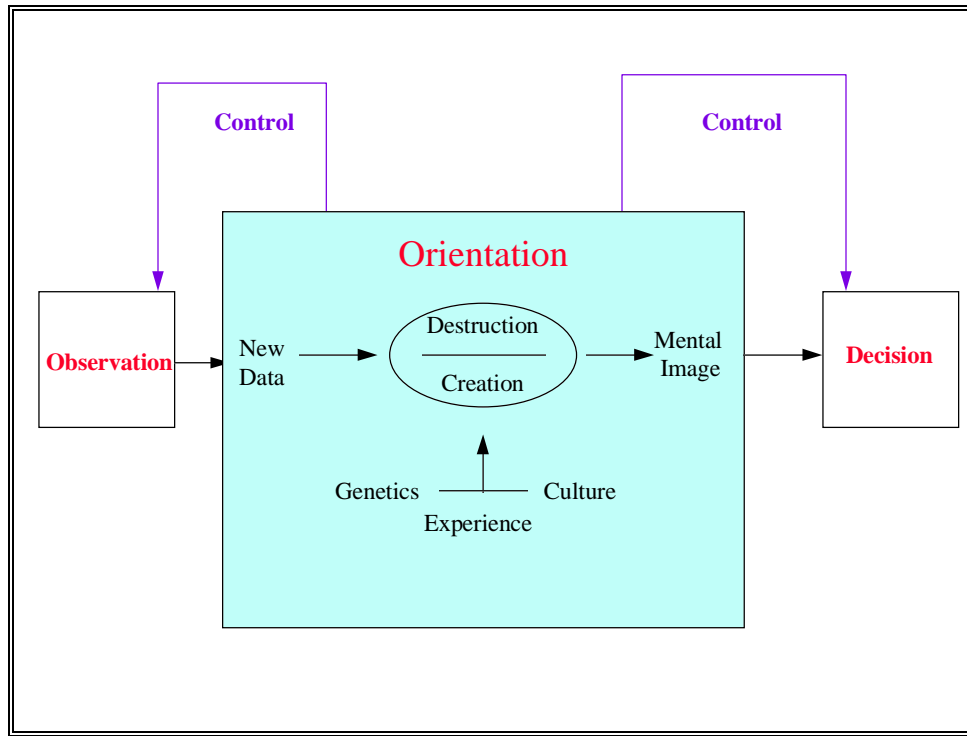 Control
Control
Orientation
Observation
New
Data
Destruction
Creation
Mental
Image
Decision
Genetics
Culture
Experience